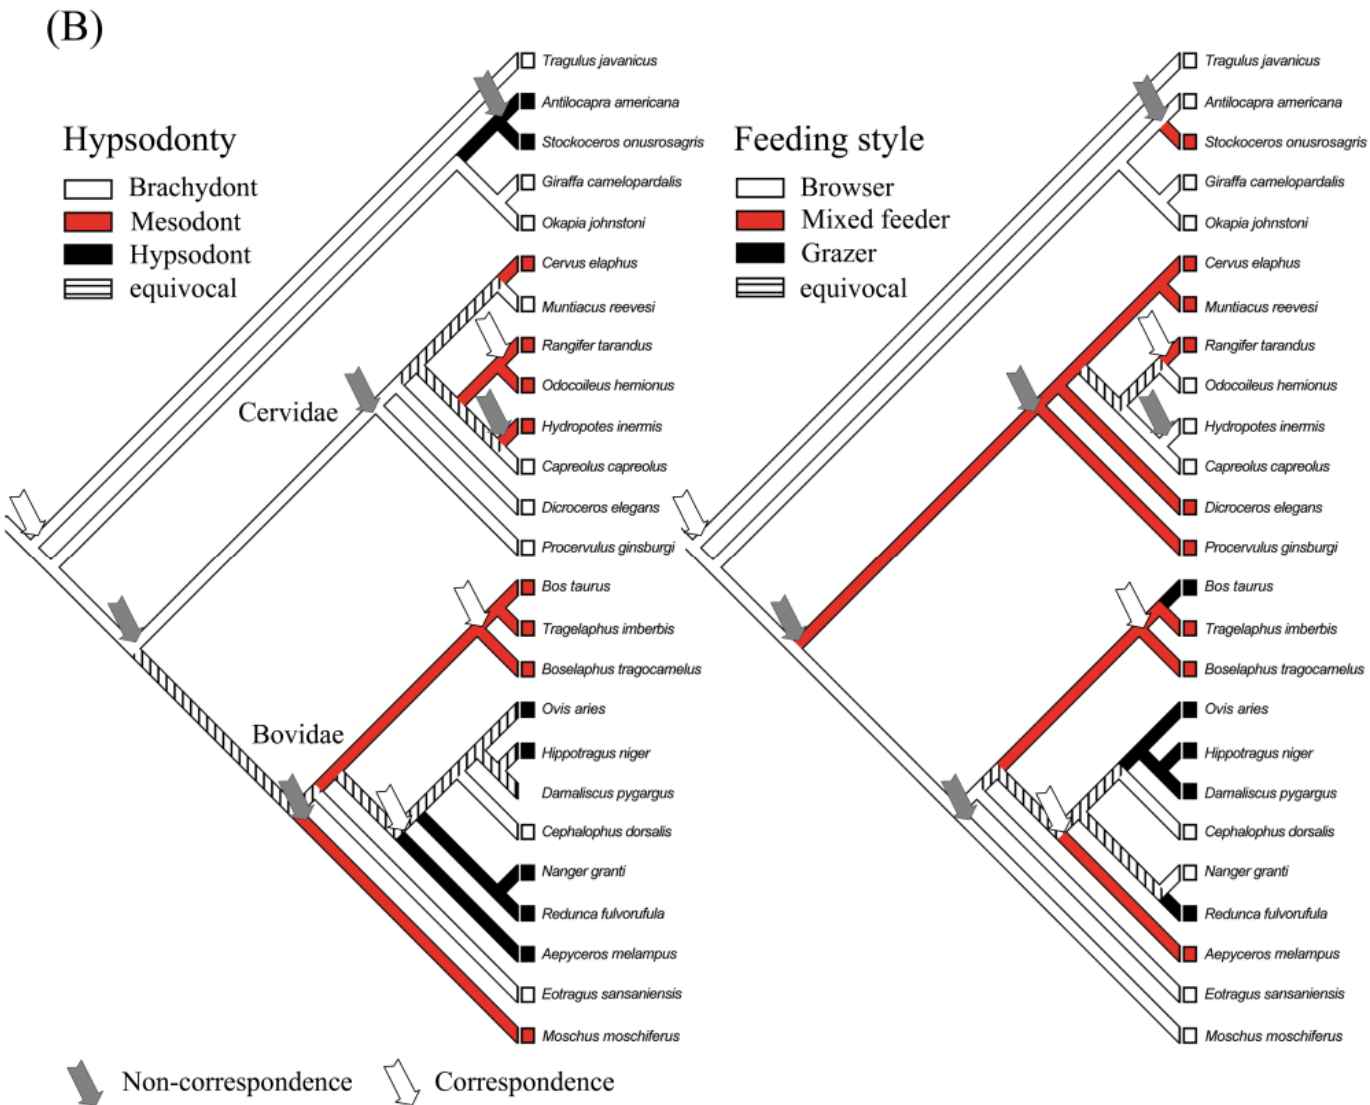 (B)
Hypsodonty
Brachydont
Mesodont
Hypsodont
equivocal
Tragulus javanicus
Antilocapra americana
Stockoceros onusrosagris
Giraffa camelopardalis
Okapia johnstoni
Cervus elaphus
Muntiacus reevesi
Rangifer tarandus
Odocoileus hemionus
Hydropotes inermis
Capreolus capreolus
Dicroceros elegans
Procervulus ginsburgi
Bos taurus
Tragelaphus imberbis
Boselaphus tragocamelus
Ovis aries
Hippotragus niger
Damaliscus pygargus
Cephalophus dorsalis
Nanger granti
Redunca fulvorufula
Aepyceros melampus
Eotragus sansaniensis
Moschus moschiferus
Cervidae
Bovidae
Feeding style
Browser
Mixed feeder
Grazer
equivocal
Tragulus javanicus
Antilocapra americana
Stockoceros onusrosagris
Giraffa camelopardalis
Okapia johnstoni
Cervus elaphus
Muntiacus reevesi
Rangifer tarandus
Odocoileus hemionus
Hydropotes inermis
Capreolus capreolus
Dicroceros elegans
Procervulus ginsburgi
Bos taurus
Tragelaphus imberbis
Boselaphus tragocamelus
Ovis aries
Hippotragus niger
Damaliscus pygargus
Cephalophus dorsalis
Nanger granti
Redunca fulvorufula
Aepyceros melampus
Eotragus sansaniensis
Moschus moschiferus
Non-correspondence
Correspondence